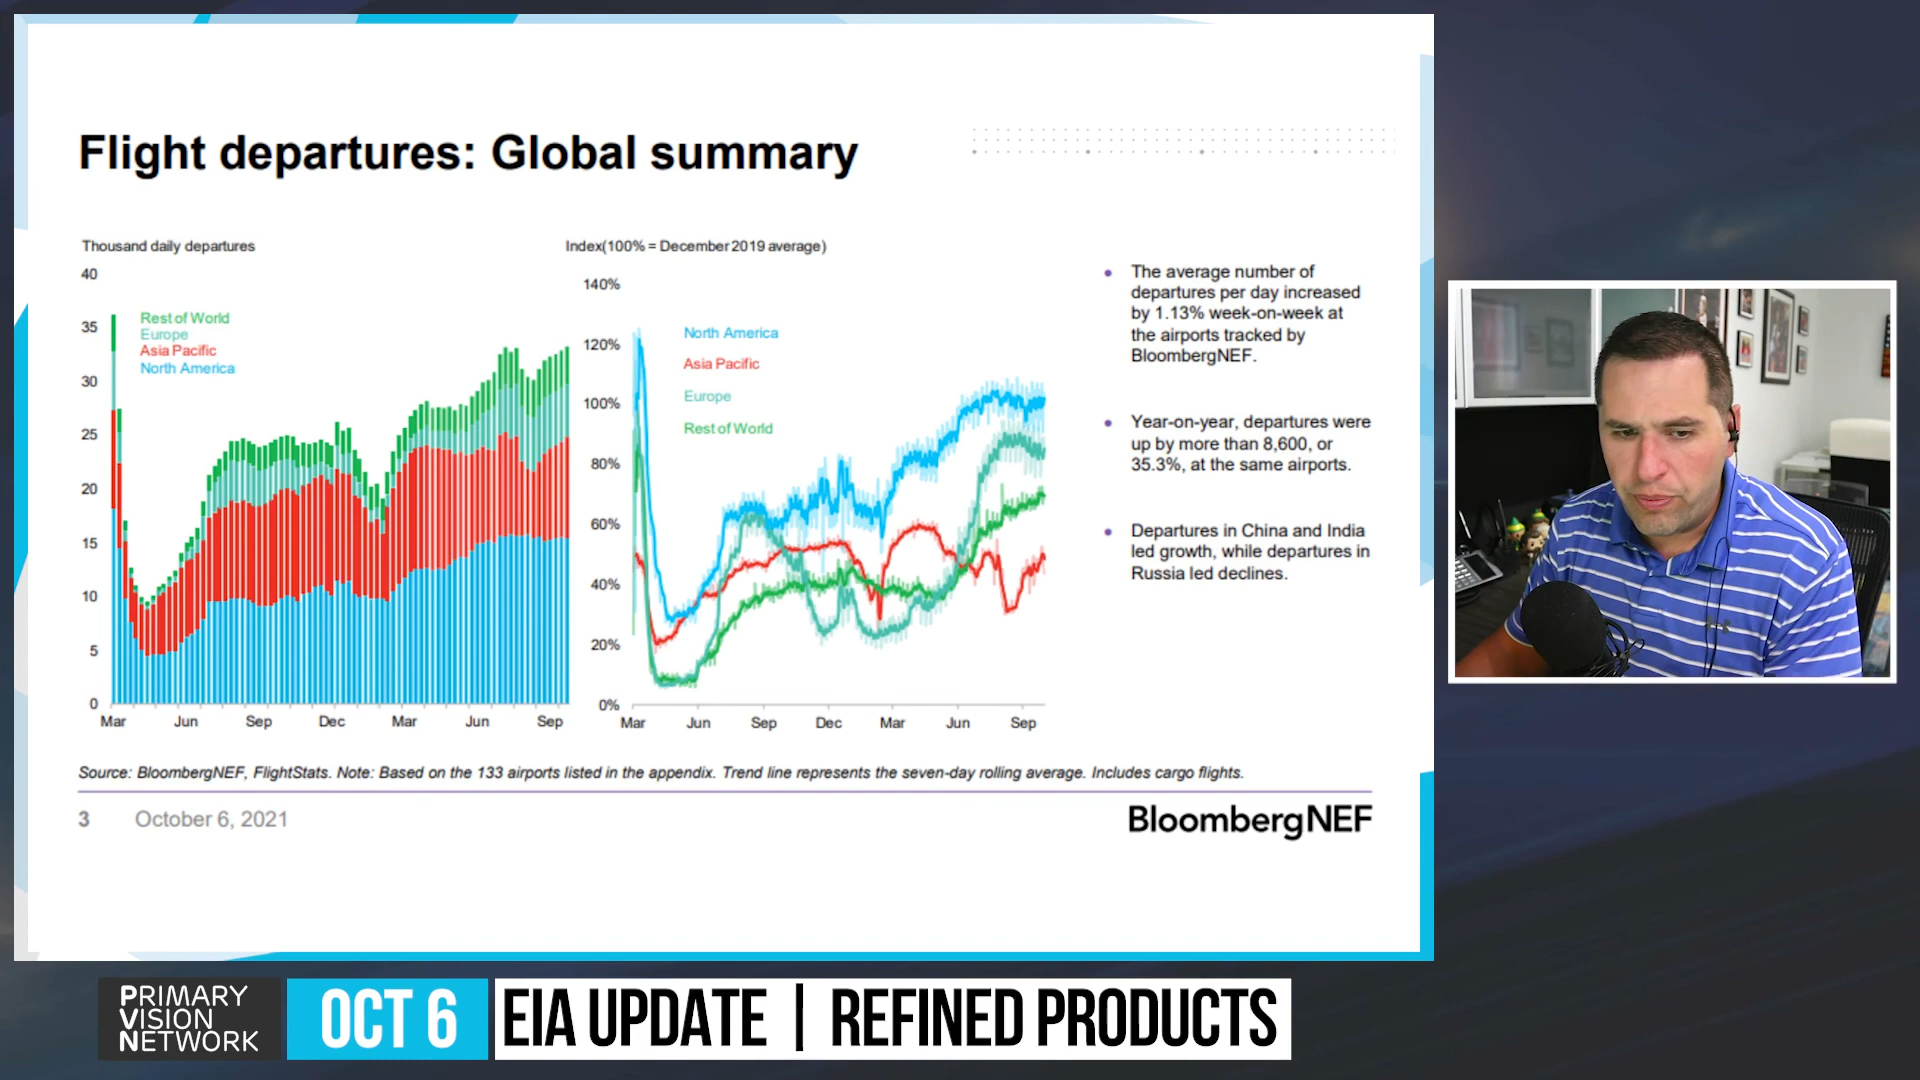 Flight departures: Global summary
Thousand daily departures
40
35
30
25
20
15
10
5
0
Rest of World
Europe
Asia Pacific
North America
Mar Jun Sep Dec Mar Jun Sep
Index(100% = December 2019 average)
140%
120%
100%
80%
60%
40%
20%
0%
North America
Asia Pacific
Europe
Rest of World
Mar Jun Sep Dec Mar Jun Sep
• The average number of
departures per day increased
by 1.13% week-on-week at
the airports tracked by
BloombergNEF.
• Year-on-year, departures were
up by more than 8,600, or
35.3%, at the same airports.
• Departures in China and India
led growth, while departures in
Russia led declines.
Source: BloombergNEF, FlightStats. Note: Based on the 133 airports listed in the appendix. Trend line represents the seven-day rolling average. Includes cargo flights.
3 October 6, 2021
BloombergNEF
PRIMARY
VISION
NETWORK
OCT 6
EIA UPDATE | REFINED PRODUCTS